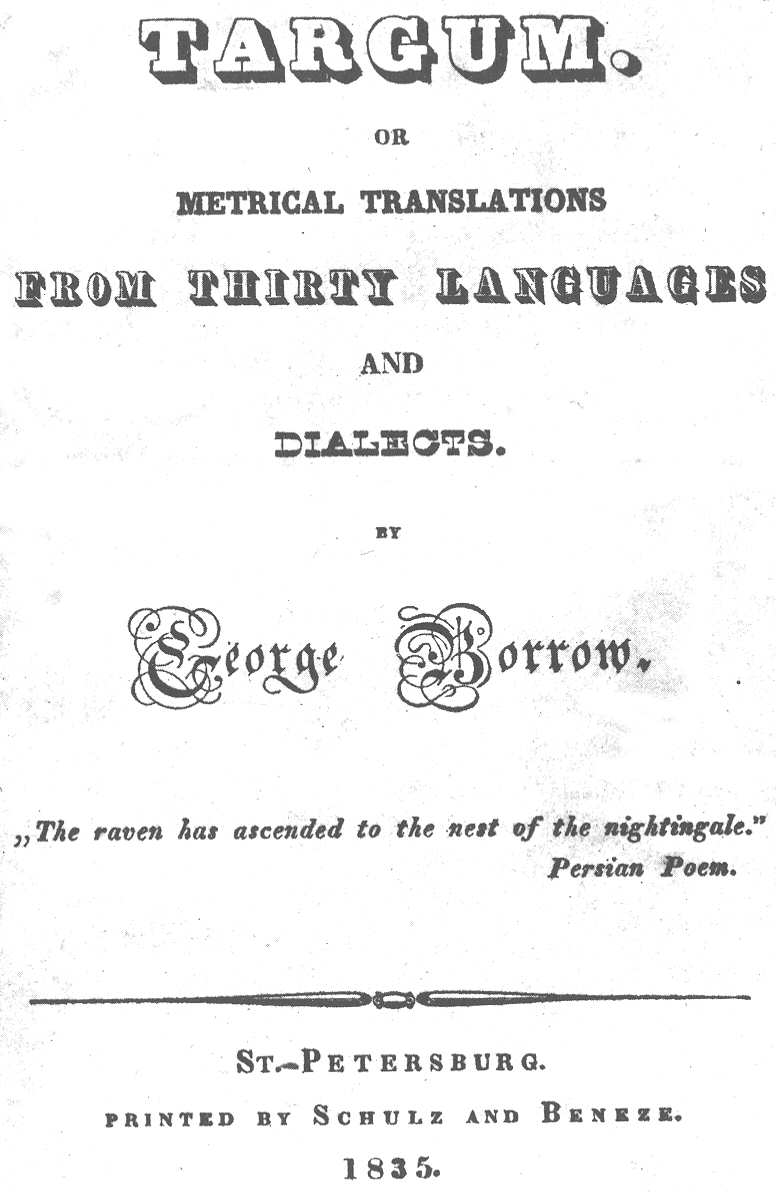 TARGUM.
OR
METRICAL TRANSLATIONS
FROM THIRTY LANGUAGES
AND
DIALECTS.
BY
George Borrow.
„The raven has ascended to the nest of the nightingale.”
Persian Poem.
ST.-PETERSBURG.
PRINTED BY SCHULZ AND BENEZE.
1835.